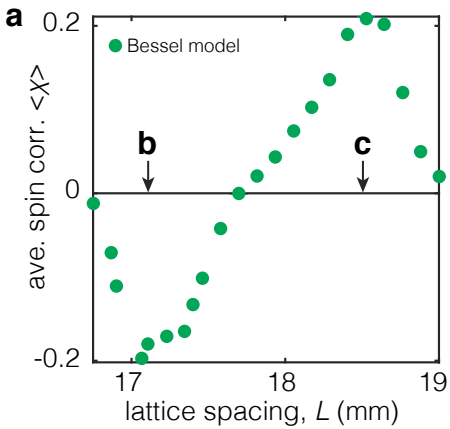 a
0.2
Bessel model
b
c
0
-0.2
ave. spin corr. <χ>
17
18
19
lattice spacing, L (mm)